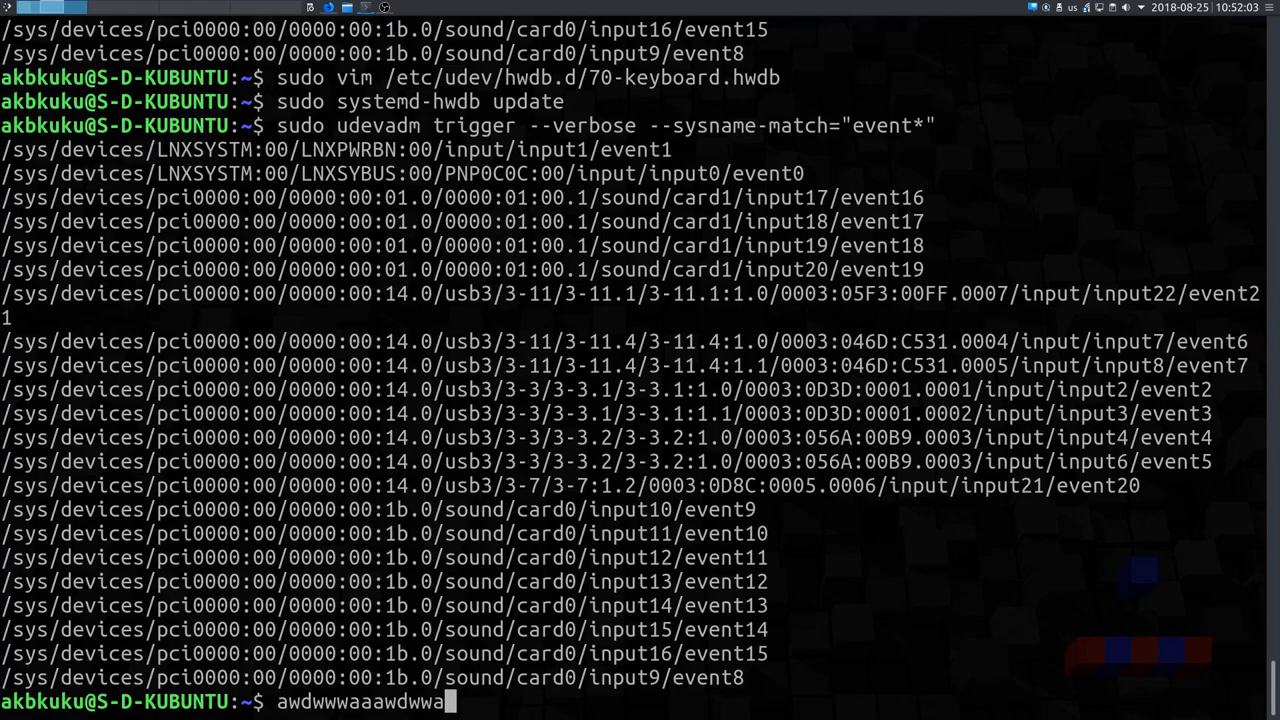 us 2018-08-25 10:52:03
/sys/devices/pci0000:00/0000:00:1b.0/sound/card0/input16/event15
/sys/devices/pci0000:00/0000:00:1b.0/sound/card0/input9/event8
akbkuku@S-D-KUBUNTU:~$ sudo vim /etc/udev/hwdb.d/70-keyboard.hwdb
akbkuku@S-D-KUBUNTU:~$ sudo systemd-hwdb update
akbkuku@S-D-KUBUNTU:~$ sudo udevadm trigger --verbose --sysname-match="event*"
/sys/devices/LNXSYSTM:00/LNXPWRBN:00/input/input1/event1
/sys/devices/LNXSYSTM:00/LNXSYBUS:00/PNP0C0C:00/input/input0/event0
/sys/devices/pci0000:00/0000:00:01.0/0000:01:00.1/sound/card1/input17/event16
/sys/devices/pci0000:00/0000:00:01.0/0000:01:00.1/sound/card1/input18/event17
/sys/devices/pci0000:00/0000:00:01.0/0000:01:00.1/sound/card1/input19/event18
/sys/devices/pci0000:00/0000:00:01.0/0000:01:00.1/sound/card1/input20/event19
/sys/devices/pci0000:00/0000:00:14.0/usb3/3-11/3-11.1/3-11.1:1.0/0003:05F3:00FF.0007/input/input22/event2
1
/sys/devices/pci0000:00/0000:00:14.0/usb3/3-11/3-11.4/3-11.4:1.0/0003:046D:C531.0004/input/input7/event6
/sys/devices/pci0000:00/0000:00:14.0/usb3/3-11/3-11.4/3-11.4:1.1/0003:046D:C531.0005/input/input8/event7
/sys/devices/pci0000:00/0000:00:14.0/usb3/3-3/3-3.1/3-3.1:1.0/0003:0D3D:0001.0001/input/input2/event2
/sys/devices/pci0000:00/0000:00:14.0/usb3/3-3/3-3.1/3-3.1:1.1/0003:0D3D:0001.0002/input/input3/event3
/sys/devices/pci0000:00/0000:00:14.0/usb3/3-3/3-3.2/3-3.2:1.0/0003:056A:00B9.0003/input/input4/event4
/sys/devices/pci0000:00/0000:00:14.0/usb3/3-3/3-3.2/3-3.2:1.0/0003:056A:00B9.0003/input/input6/event5
/sys/devices/pci0000:00/0000:00:14.0/usb3/3-7/3-7:1.2/0003:0D8C:0005.0006/input/input21/event20
/sys/devices/pci0000:00/0000:00:1b.0/sound/card0/input10/event9
/sys/devices/pci0000:00/0000:00:1b.0/sound/card0/input11/event10
/sys/devices/pci0000:00/0000:00:1b.0/sound/card0/input12/event11
/sys/devices/pci0000:00/0000:00:1b.0/sound/card0/input13/event12
/sys/devices/pci0000:00/0000:00:1b.0/sound/card0/input14/event13
/sys/devices/pci0000:00/0000:00:1b.0/sound/card0/input15/event14
/sys/devices/pci0000:00/0000:00:1b.0/sound/card0/input16/event15
/sys/devices/pci0000:00/0000:00:1b.0/sound/card0/input9/event8
akbkuku@S-D-KUBUNTU:~$ awdwwwaaawdwwa